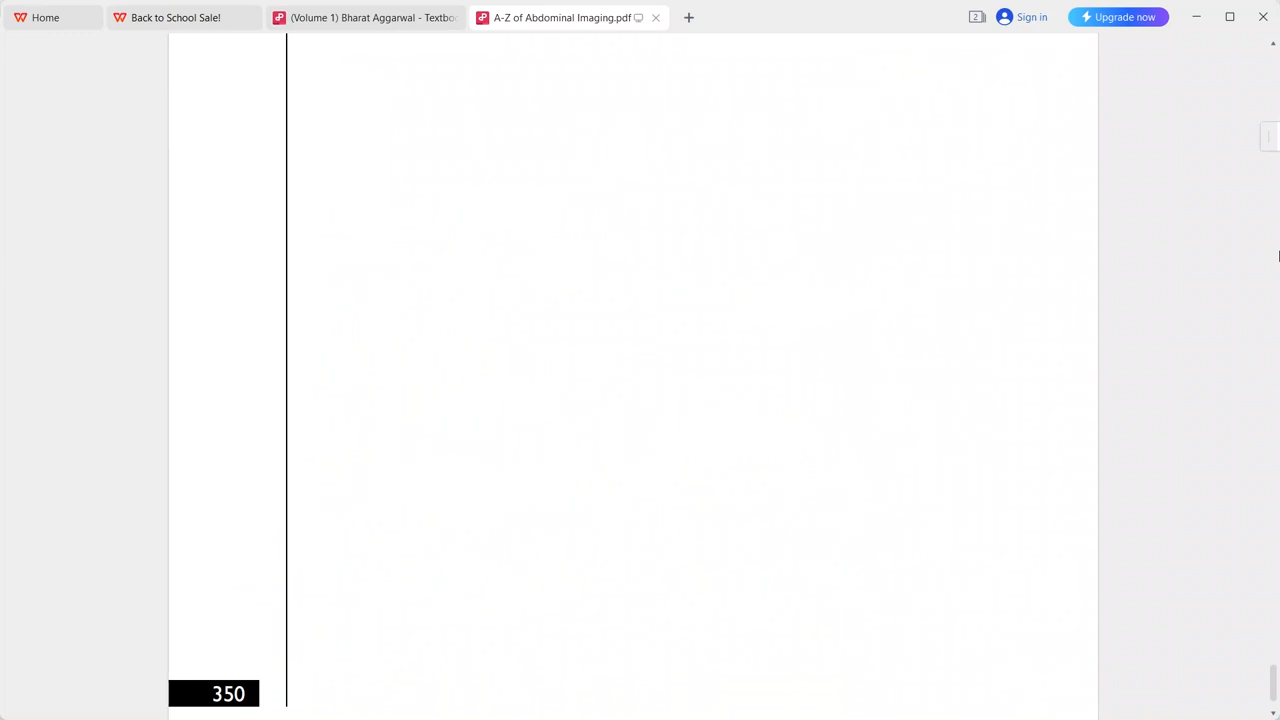 Home
Back to School Sal
(Volume 1) Bharat Aggarwal - Textbo
A-Z of Abdominal Imaging.pdf
2
Sign in
Upgrade now
350